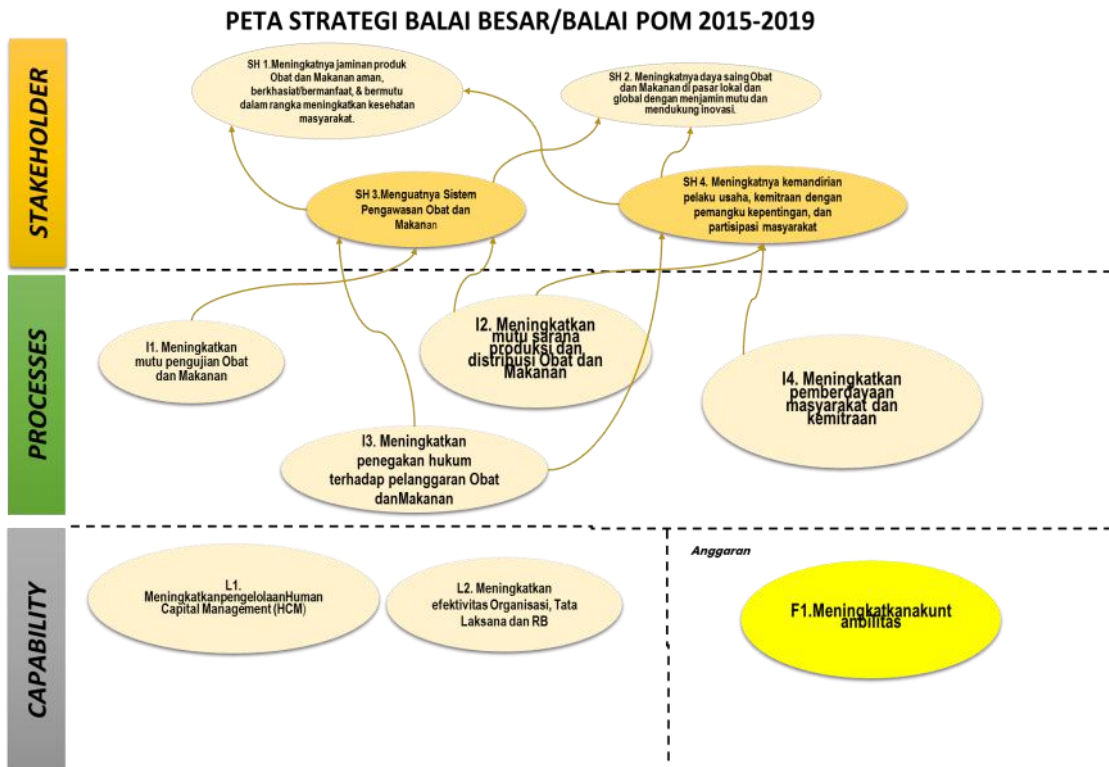 PETA STRATEGI BALAI BESAR/BALAI POM 2015-2019
STAKEHOLDER
SH 1.Meningkatnya jaminan produk
Obat dan Makanan aman,
berkhasiat/bermanfaat, & bermutu
dalam rangka meningkatkan kesehatan
masyarakat.
SH 2. Meningkatnya daya saing Obat
dan Makanan di pasar lokal dan
global dengan menjamin mutu dan
mendukung inovasi.
SH 3.Menguatnya Sistem
Pengawasan Obat dan
Makanan
SH 4. Meningkatnya kemandirian
pelaku usaha, kemitraan dengan
pemangku kepentingan, dan
partisipasi masyarakat
PROCESSES
I1. Meningkatkan
mutu pengujian Obat
dan Makanan
I2. Meningkatkan
mutu sarana
produksi dan
distribusi Obat dan
Makanan
I3. Meningkatkan
penegakan hukum
terhadap pelanggaran Obat
danMakanan
I4. Meningkatkan
pemberdayaan
masyarakat dan
kemitraan
CAPABILITY
L1.
MeningkatkanpengelolaanHuman
Capital Management (HCM)
L2. Meningkatkan
efektivitas Organisasi, Tata
Laksana dan RB
Anggaran
F1.Meningkatkanakunt
anbilitas